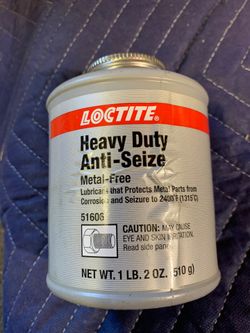 LOCTITE®
Heavy Duty
Anti-Seize
Metal-Free
Lubricant that Protects Metal Parts from
Corrosion and Seizure to 2400°F (1315°C)
51606
CAUTION: MAY CAUSE
EYE AND SKIN IRRITATION.
Read side panel
NET WT. 1 LB. 2 OZ. (510 g)